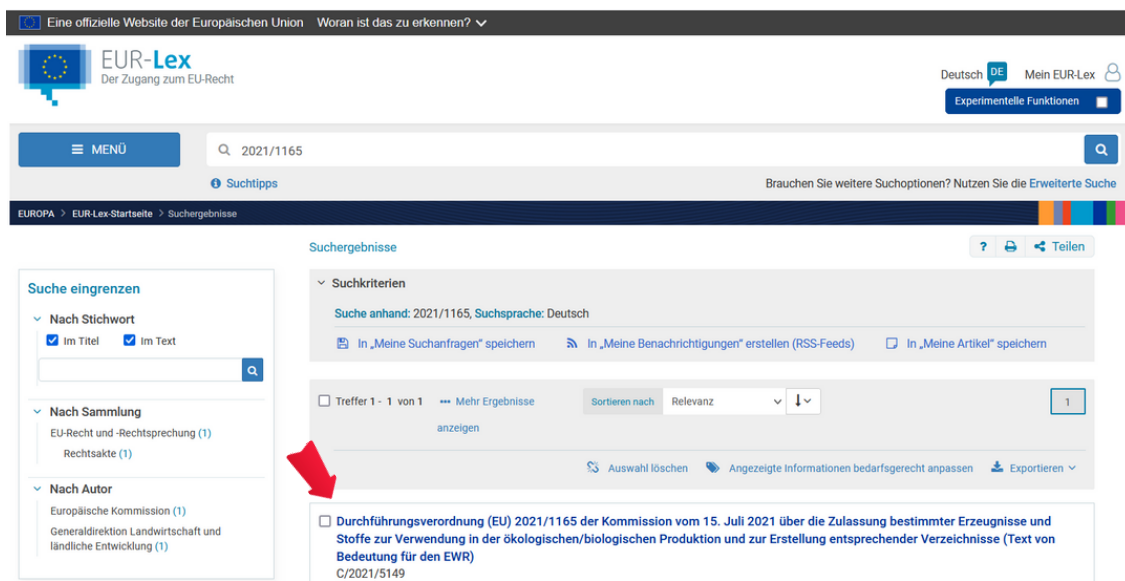 Eine offizielle Website der Europäischen Union Woran ist das zu erkennen?
EUR-Lex
Der Zugang zum EU-Recht
Deutsch DE Mein EUR-Lex
Experimentelle Funktionen
MENÜ
2021/1165
Suchtipps
Brauchen Sie weitere Suchoptionen? Nutzen Sie die Erweiterte Suche
EUROPA > EUR-Lex-Startseite > Suchergebnisse
Suchergebnisse
? Teilen
Suche eingrenzen
Nach Stichwort
Im Titel Im Text
Nach Sammlung
EU-Recht und -Rechtsprechung (1)
Rechtsakte (1)
Nach Autor
Europäische Kommission (1)
Generaldirektion Landwirtschaft und
ländliche Entwicklung (1)
Suchkriterien
Suche anhand: 2021/1165, Suchsprache: Deutsch
In „Meine Suchanfragen" speichern In „Meine Benachrichtigungen" erstellen (RSS-Feeds) In „Meine Artikel" speichern
Treffer 1 - 1 von 1 ••• Mehr Ergebnisse
anzeigen
Sortieren nach Relevanz
1
Auswahl löschen Angezeigte Informationen bedarfsgerecht anpassen Exportieren
Durchführungsverordnung (EU) 2021/1165 der Kommission vom 15. Juli 2021 über die Zulassung bestimmter Erzeugnisse und
Stoffe zur Verwendung in der ökologischen/biologischen Produktion und zur Erstellung entsprechender Verzeichnisse (Text von
Bedeutung für den EWR)
C/2021/5149